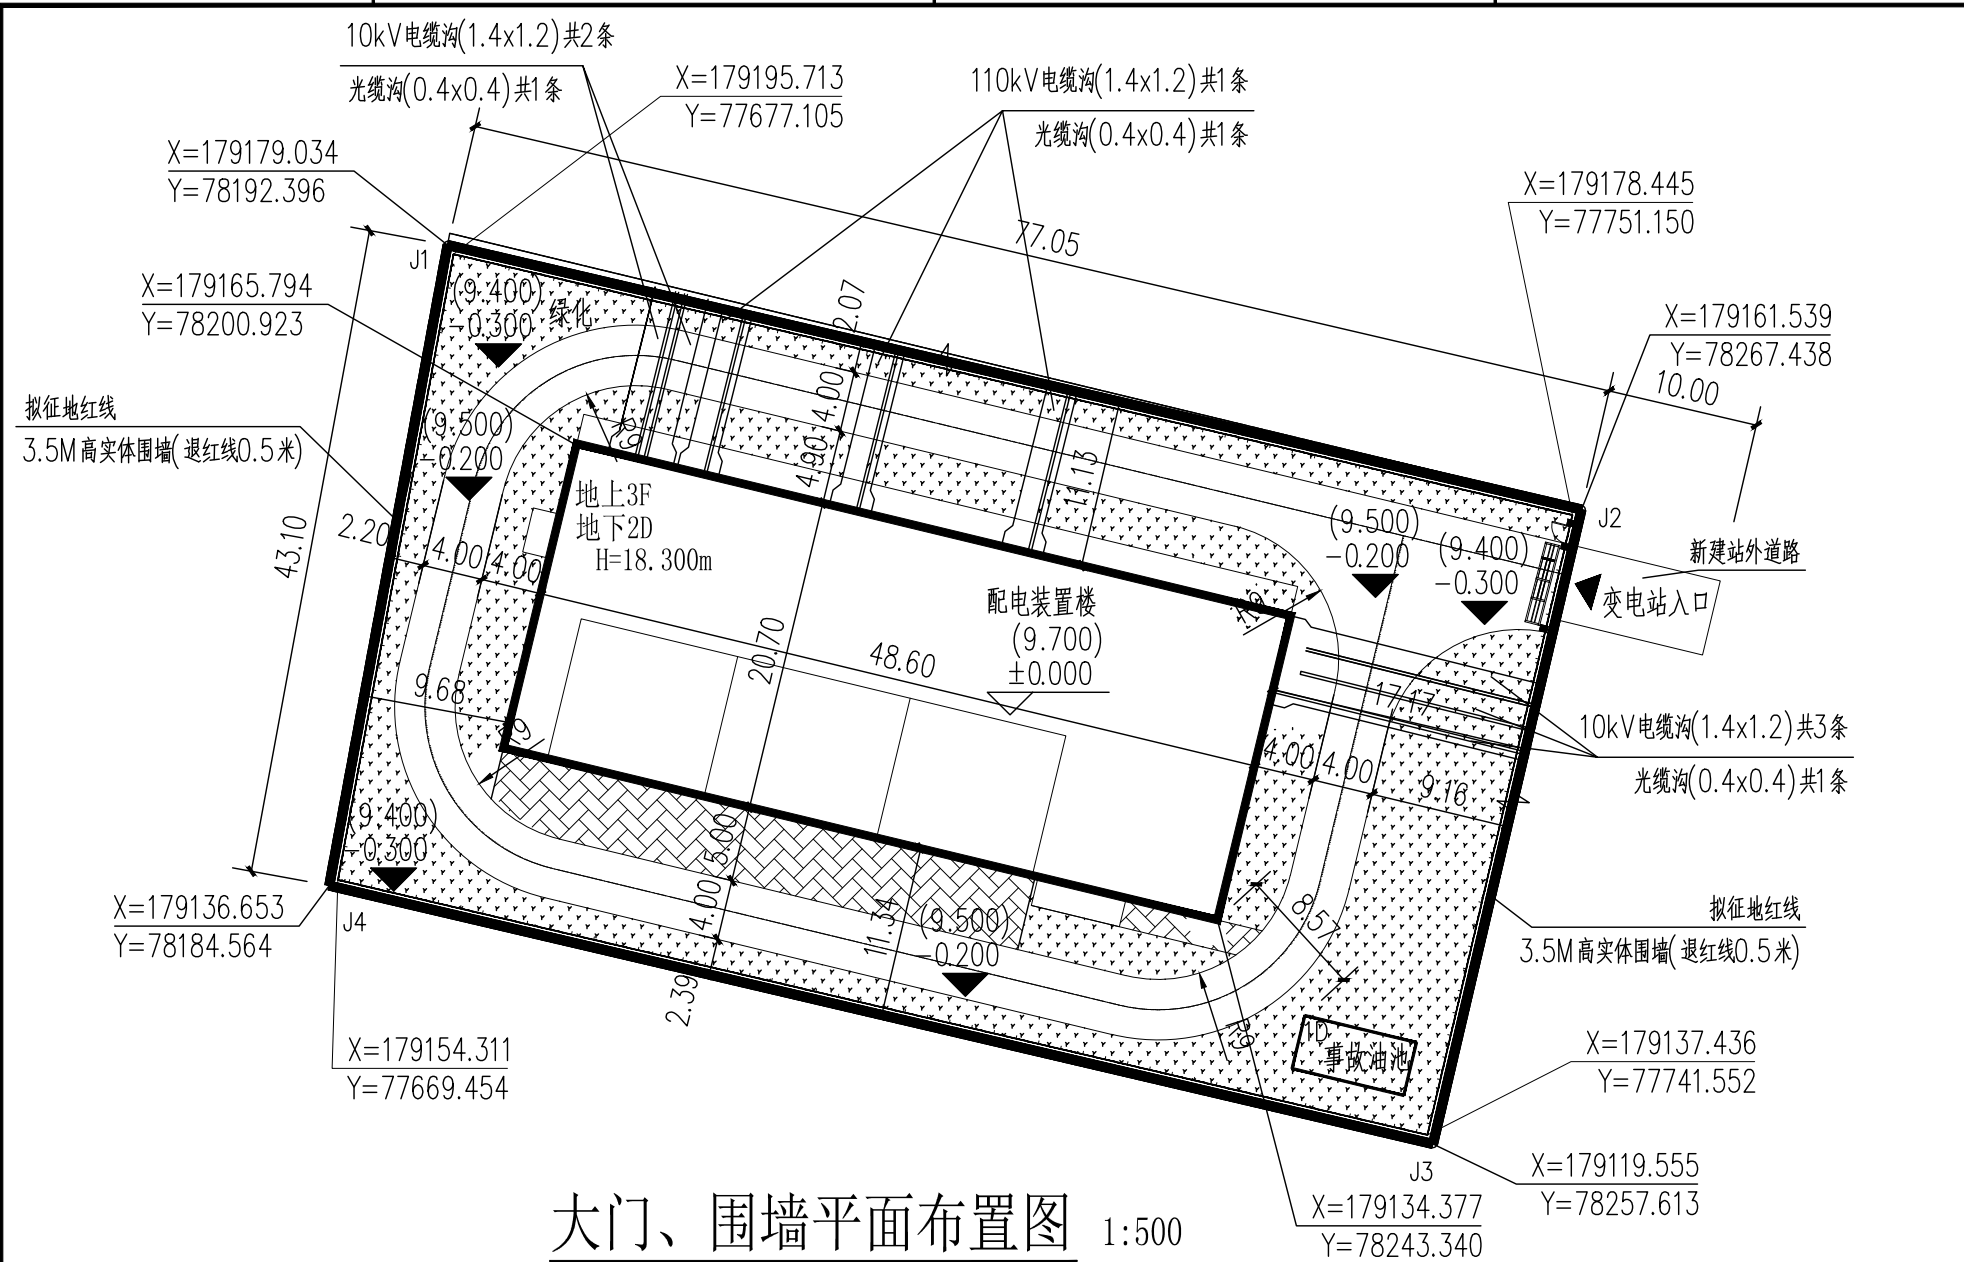 10kV电缆沟(1.4x1.2)共2条
光缆沟(0.4x0.4)共1条
X=179195.713
Y=77677.105
110kV电缆沟(1.4x1.2)共1条
光缆沟(0.4x0.4)共1条
X=179179.034
Y=78192.396
X=179178.445
Y=77751.150
77.05
J1
X=179165.794
Y=78200.923
(9.400)
-0.300
绿化
2.07
X=179161.539
Y=78267.438
10.00
拟征地红线
3.5M高实体围墙(退红线0.5米)
(9.500)
-0.200
R9
4.00
4.90
11.13
地上3F
地下2D
H=18.300m
43.10
2.20
4.00
4.00
J2
(9.500)
-0.200
(9.400)
-0.300
新建站外道路
变电站入口
配电装置楼
(9.700)
±0.000
R9
20.70
48.60
9.68
R9
17.17
10kV电缆沟(1.4x1.2)共3条
光缆沟(0.4x0.4)共1条
4.00
4.00
9.16
(9.400)
-0.300
5.00
4.00
2.39
11.34
(9.500)
-0.200
8.57
X=179136.653
Y=78184.564
J4
拟征地红线
3.5M高实体围墙(退红线0.5米)
R9
1D
事故油池
X=179154.311
Y=77669.454
X=179137.436
Y=77741.552
J3
X=179119.555
Y=78257.613
X=179134.377
Y=78243.340
大门、围墙平面布置图 1:500